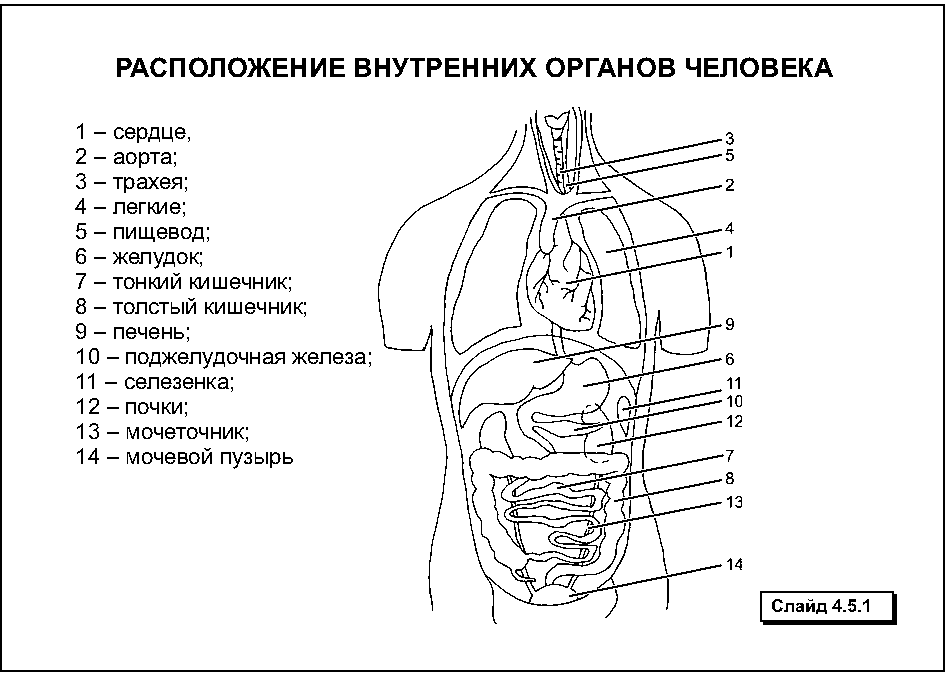 РАСПОЛОЖЕНИЕ ВНУТРЕННИХ ОРГАНОВ ЧЕЛОВЕКА
1 – сердце,
2 – аорта;
3 – трахея;
4 – легкие;
5 – пищевод;
6 – желудок;
7 – тонкий кишечник;
8 – толстый кишечник;
9 – печень;
10 – поджелудочная железа;
11 – селезенка;
12 – почки;
13 – мочеточник;
14 – мочевой пузырь
3
5
2
4
1
9
6
11
10
12
7
8
13
14
Слайд 4.5.1